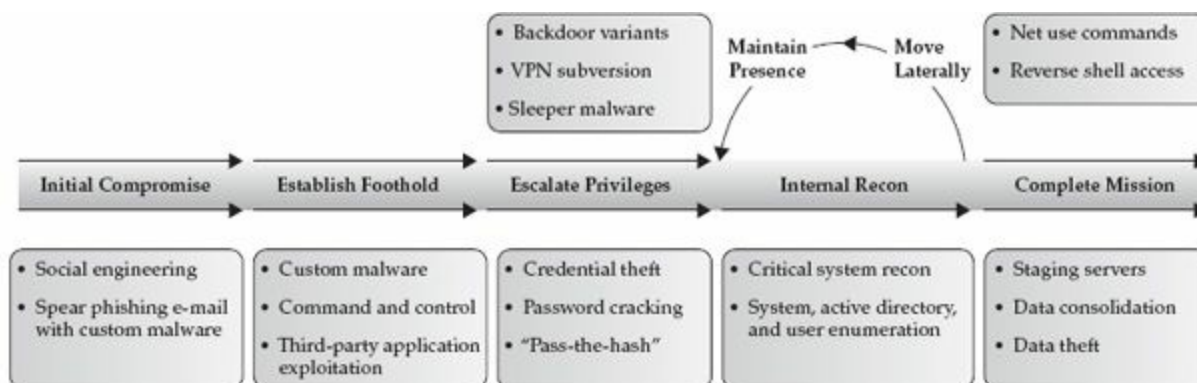 • Backdoor variants
• VPN subversion
• Sleeper malware
Maintain
Presence
Move
Laterally
• Net use commands
• Reverse shell access
Initial Compromise
Establish Foothold
Escalate Privileges
Internal Recon
Complete Mission
• Social engineering
• Spear phishing e-mail
with custom malware
• Custom malware
• Command and control
• Third-party application
exploitation
• Credential theft
• Password cracking
• “Pass-the-hash”
• Critical system recon
• System, active directory,
and user enumeration
• Staging servers
• Data consolidation
• Data theft